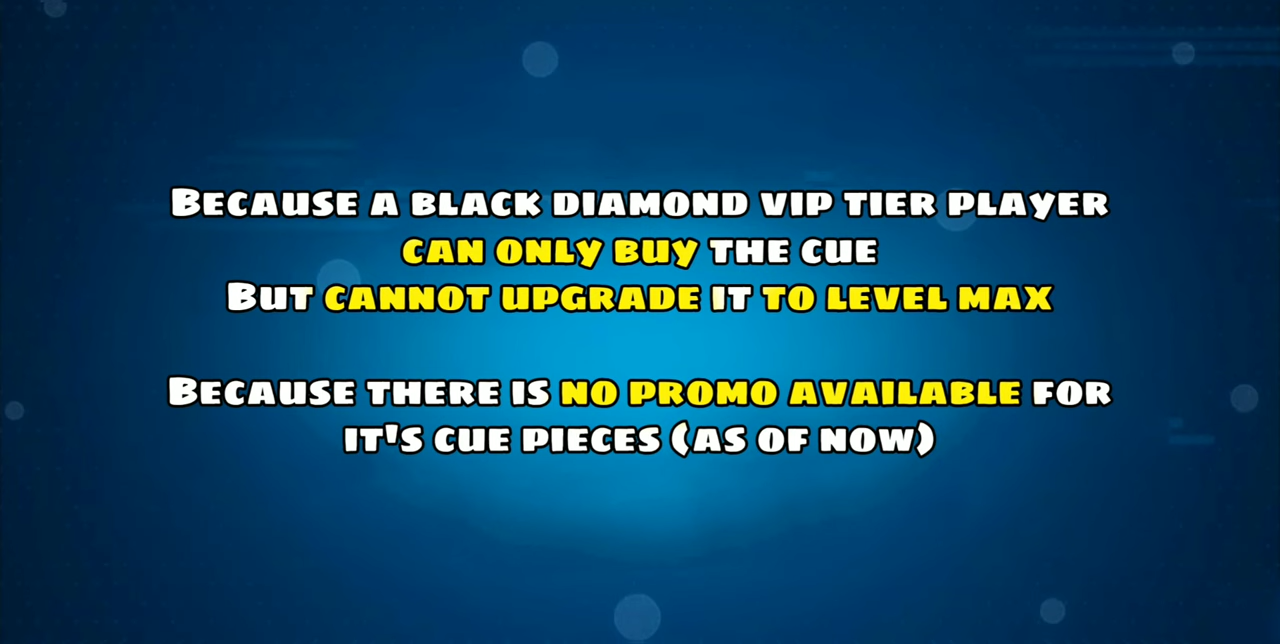 Because a black diamond vip tier player
can only buy the cue
But cannot upgrade it to level max
Because there is no promo available for
it's cue pieces (as of now)